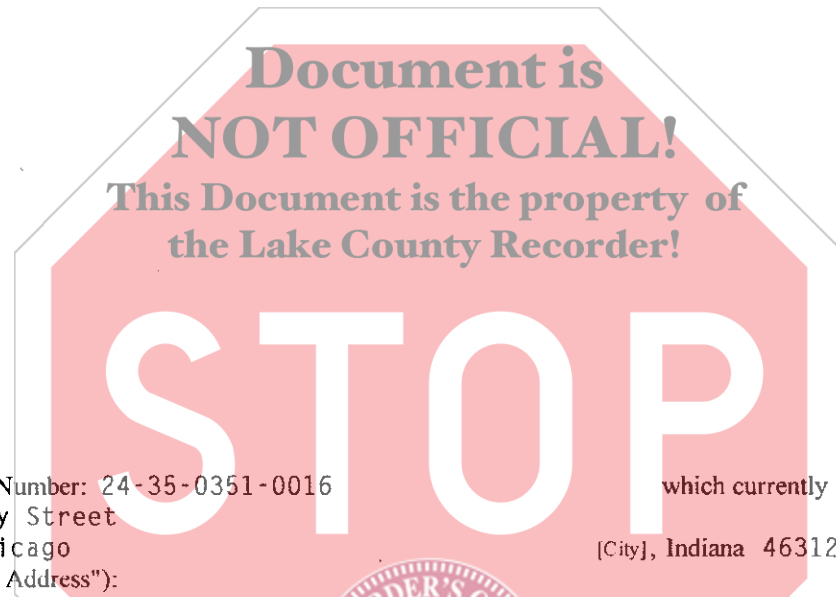 Document is
NOT OFFICIAL!
This Document is the property of
the Lake County Recorder!
STOP
Number: 24-35-0351-0016 which currently
y Street
icago [City], Indiana 46312
Address"):
DER'S